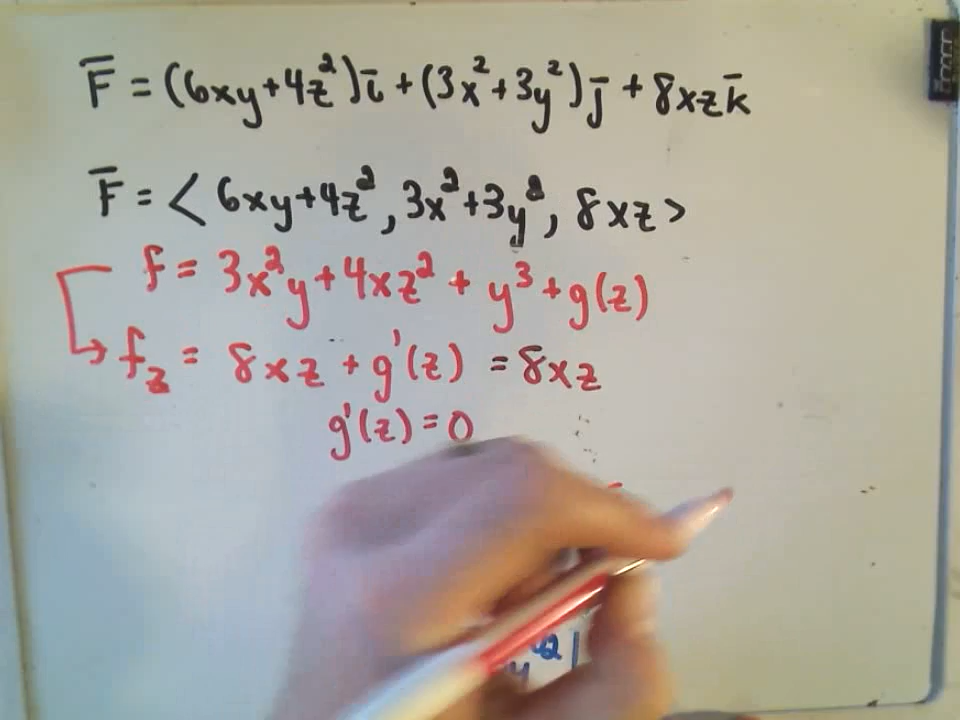 F̅ = (6xy+4z²)i̅ + (3x²+3y²)j̅ + 8xzk̅
F̅ = < 6xy+4z², 3x²+3y², 8xz >
f = 3x²y + 4xz² + y³ + g(z)
f_z = 8xz + g'(z) = 8xz
g'(z) = 0